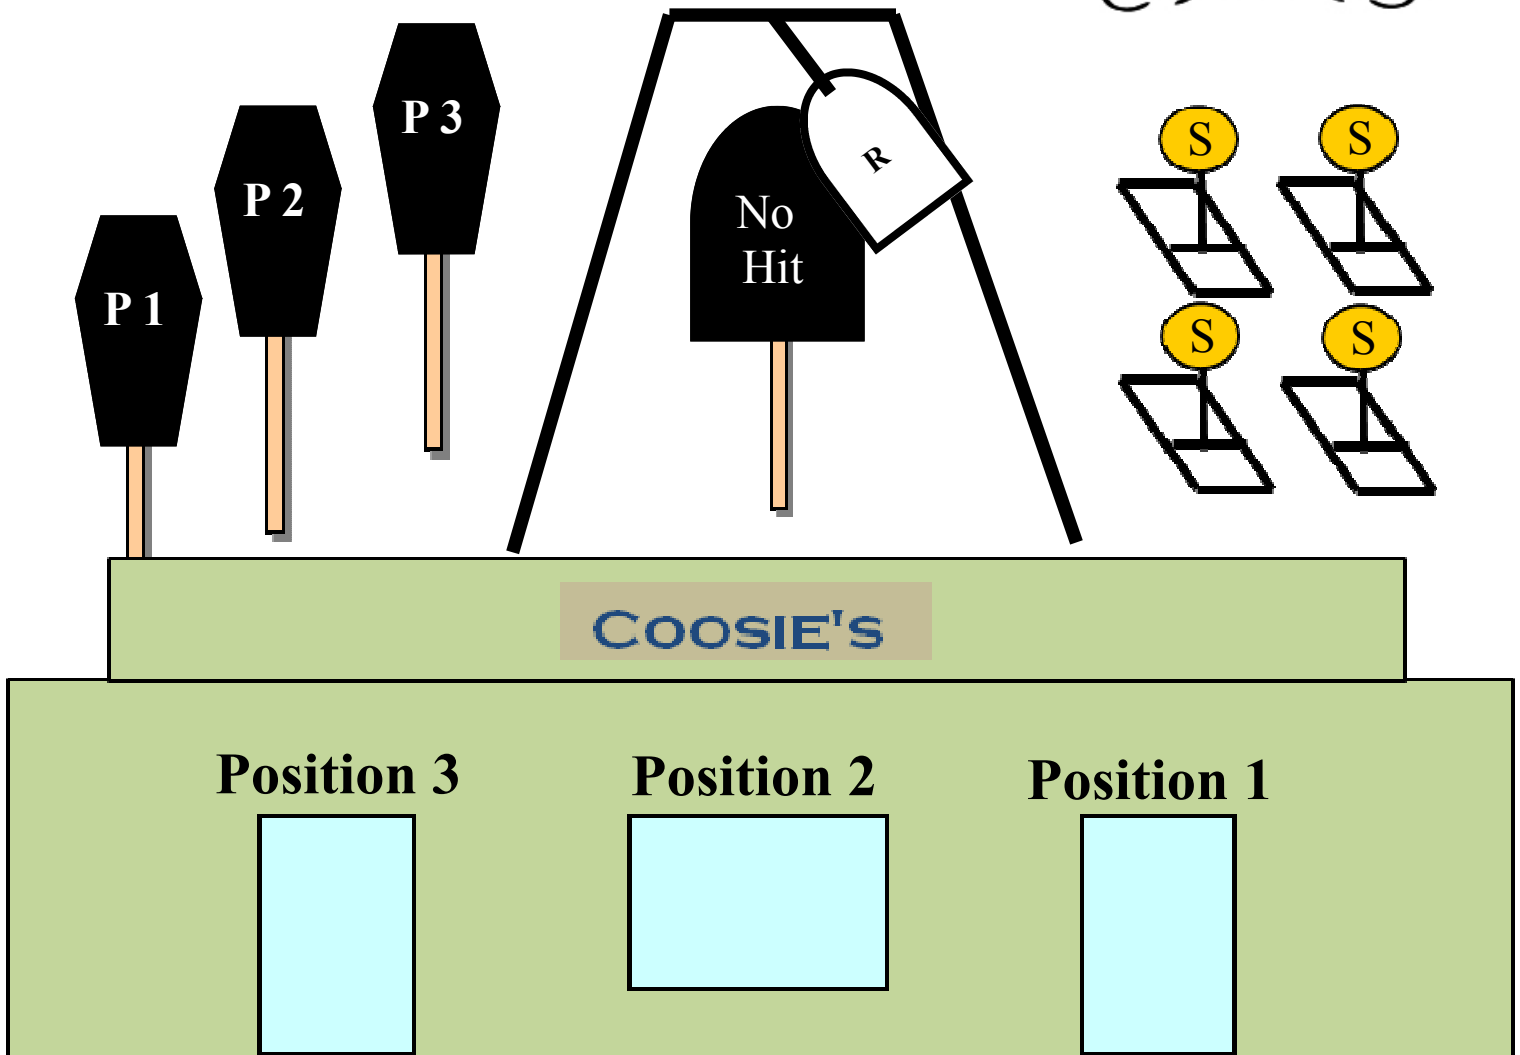 P 3
P 2
P 1
No
Hit
R
S
S
S
S
COOSIE'S
Position 3
Position 2
Position 1